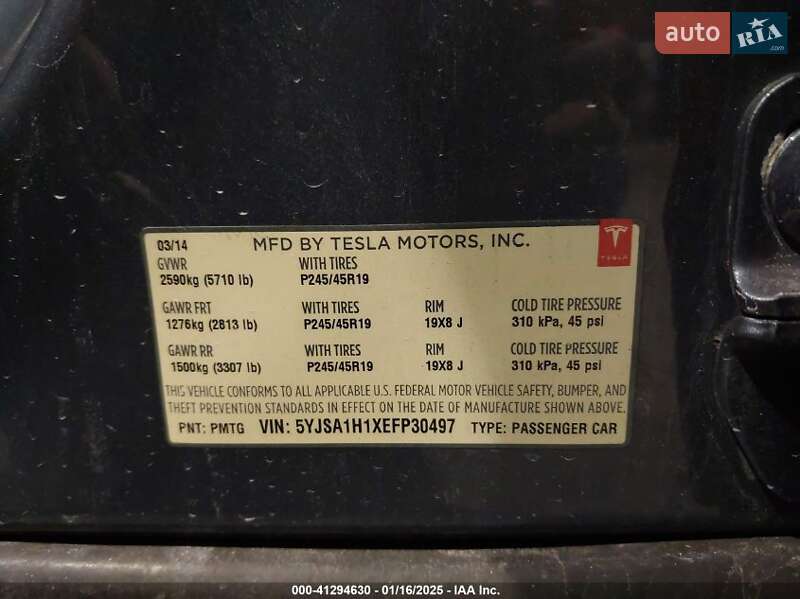 auto RIA
.com
03/14 MFD BY TESLA MOTORS, INC.
TESLA
GVWR WITH TIRES
2590kg (5710 lb) P245/45R19
GAWR FRT WITH TIRES RIM COLD TIRE PRESSURE
1276kg (2813 lb) P245/45R19 19X8 J 310 kPa, 45 psi
GAWR RR WITH TIRES RIM COLD TIRE PRESSURE
1500kg (3307 lb) P245/45R19 19X8 J 310 kPa, 45 psi
THIS VEHICLE CONFORMS TO ALL APPLICABLE U.S. FEDERAL MOTOR VEHICLE SAFETY, BUMPER, AND
THEFT PREVENTION STANDARDS IN EFFECT ON THE DATE OF MANUFACTURE SHOWN ABOVE.
PNT: PMTG VIN: 5YJSA1H1XEFP30497 TYPE: PASSENGER CAR
000-41294630 - 01/16/2025 - IAA Inc.